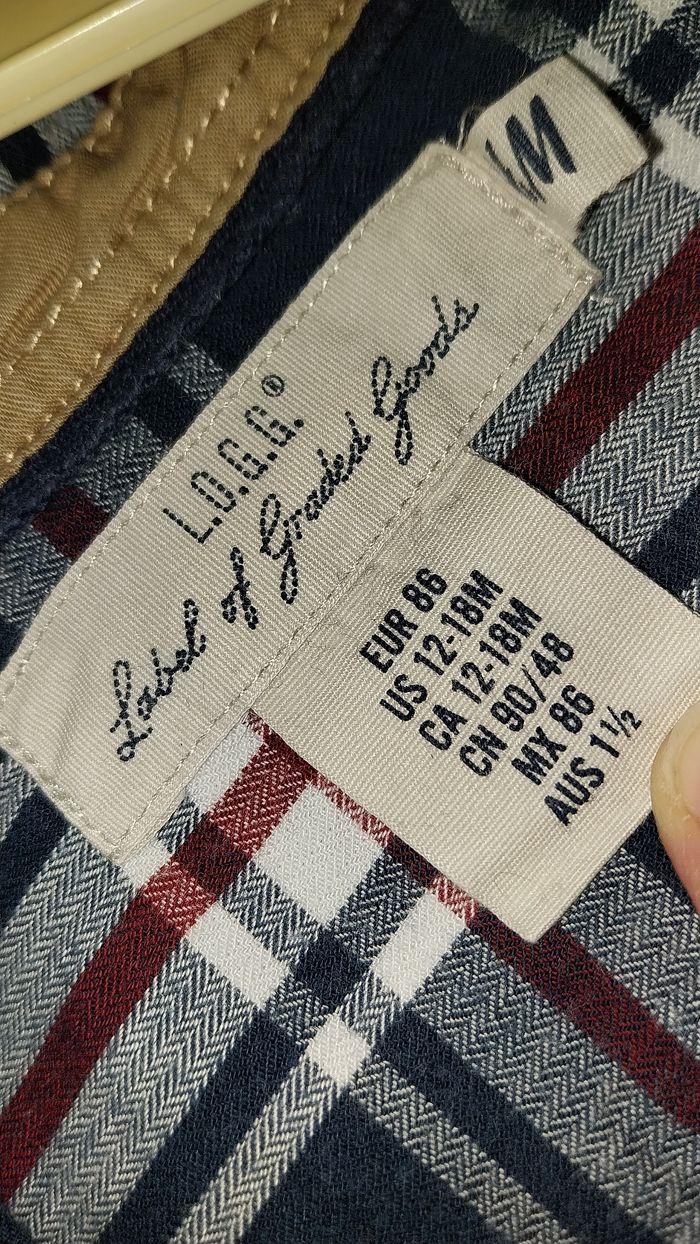 L.O.G.G.®
Label of Graded Goods
EUR 86
US 12-18M
CA 12-18M
CN 90/48
MX 86
AUS 1½